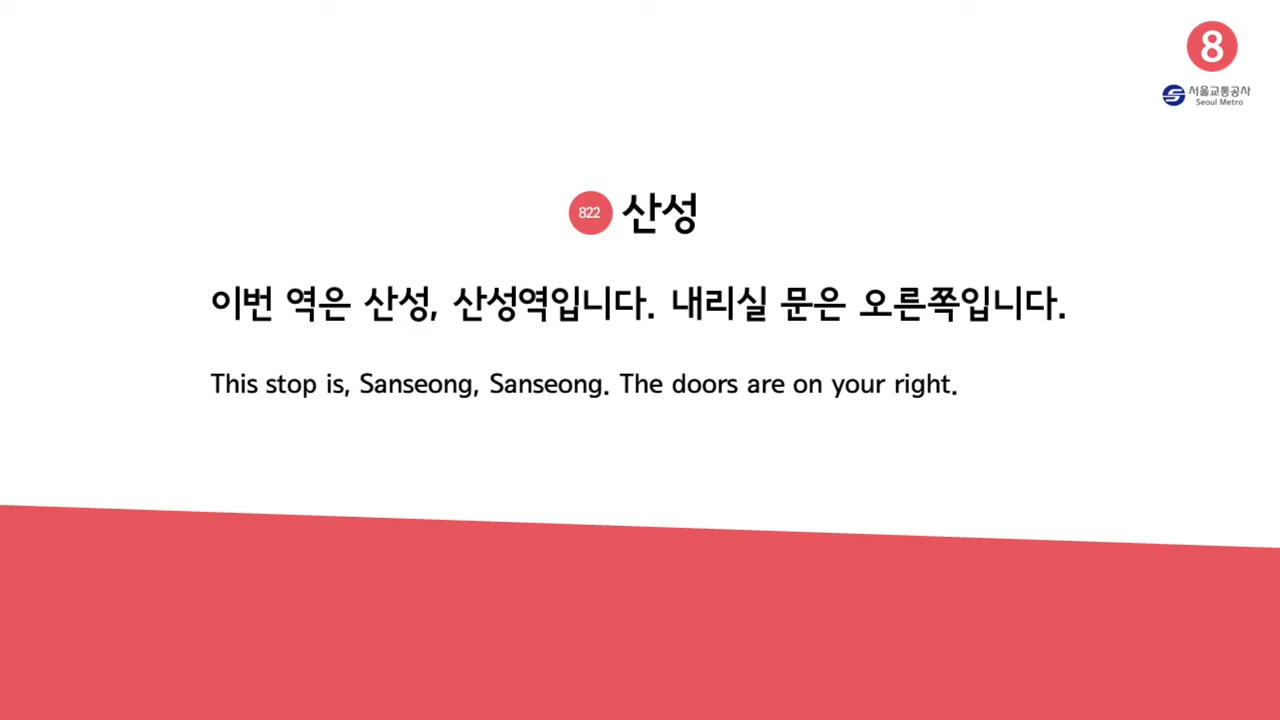 8
서울교통공사
Seoul Metro
822 산성
이번 역은 산성, 산성역입니다. 내리실 문은 오른쪽입니다.
This stop is, Sanseong, Sanseong. The doors are on your right.